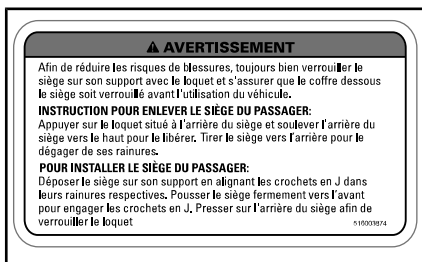 AVERTISSEMENT
Afin de réduire les risques de blessures, toujours bien verrouiller le
siège sur son support avec le loquet et s'assurer que le coffre dessous
le siège soit verrouillé avant l'utilisation du véhicule.
INSTRUCTION POUR ENLEVER LE SIÈGE DU PASSAGER:
Appuyer sur le loquet situé à l'arrière du siège et soulever l'arrière du
siège vers le haut pour le libérer. Tirer le siège vers l'arrière pour le
dégager de ses rainures.
POUR INSTALLER LE SIÈGE DU PASSAGER:
Déposer le siège sur son support en alignant les crochets en J dans
leurs rainures respectives. Pousser le siège fermement vers l'avant
pour engager les crochets en J. Presser sur l'arrière du siège afin de
verrouiller le loquet
516003874